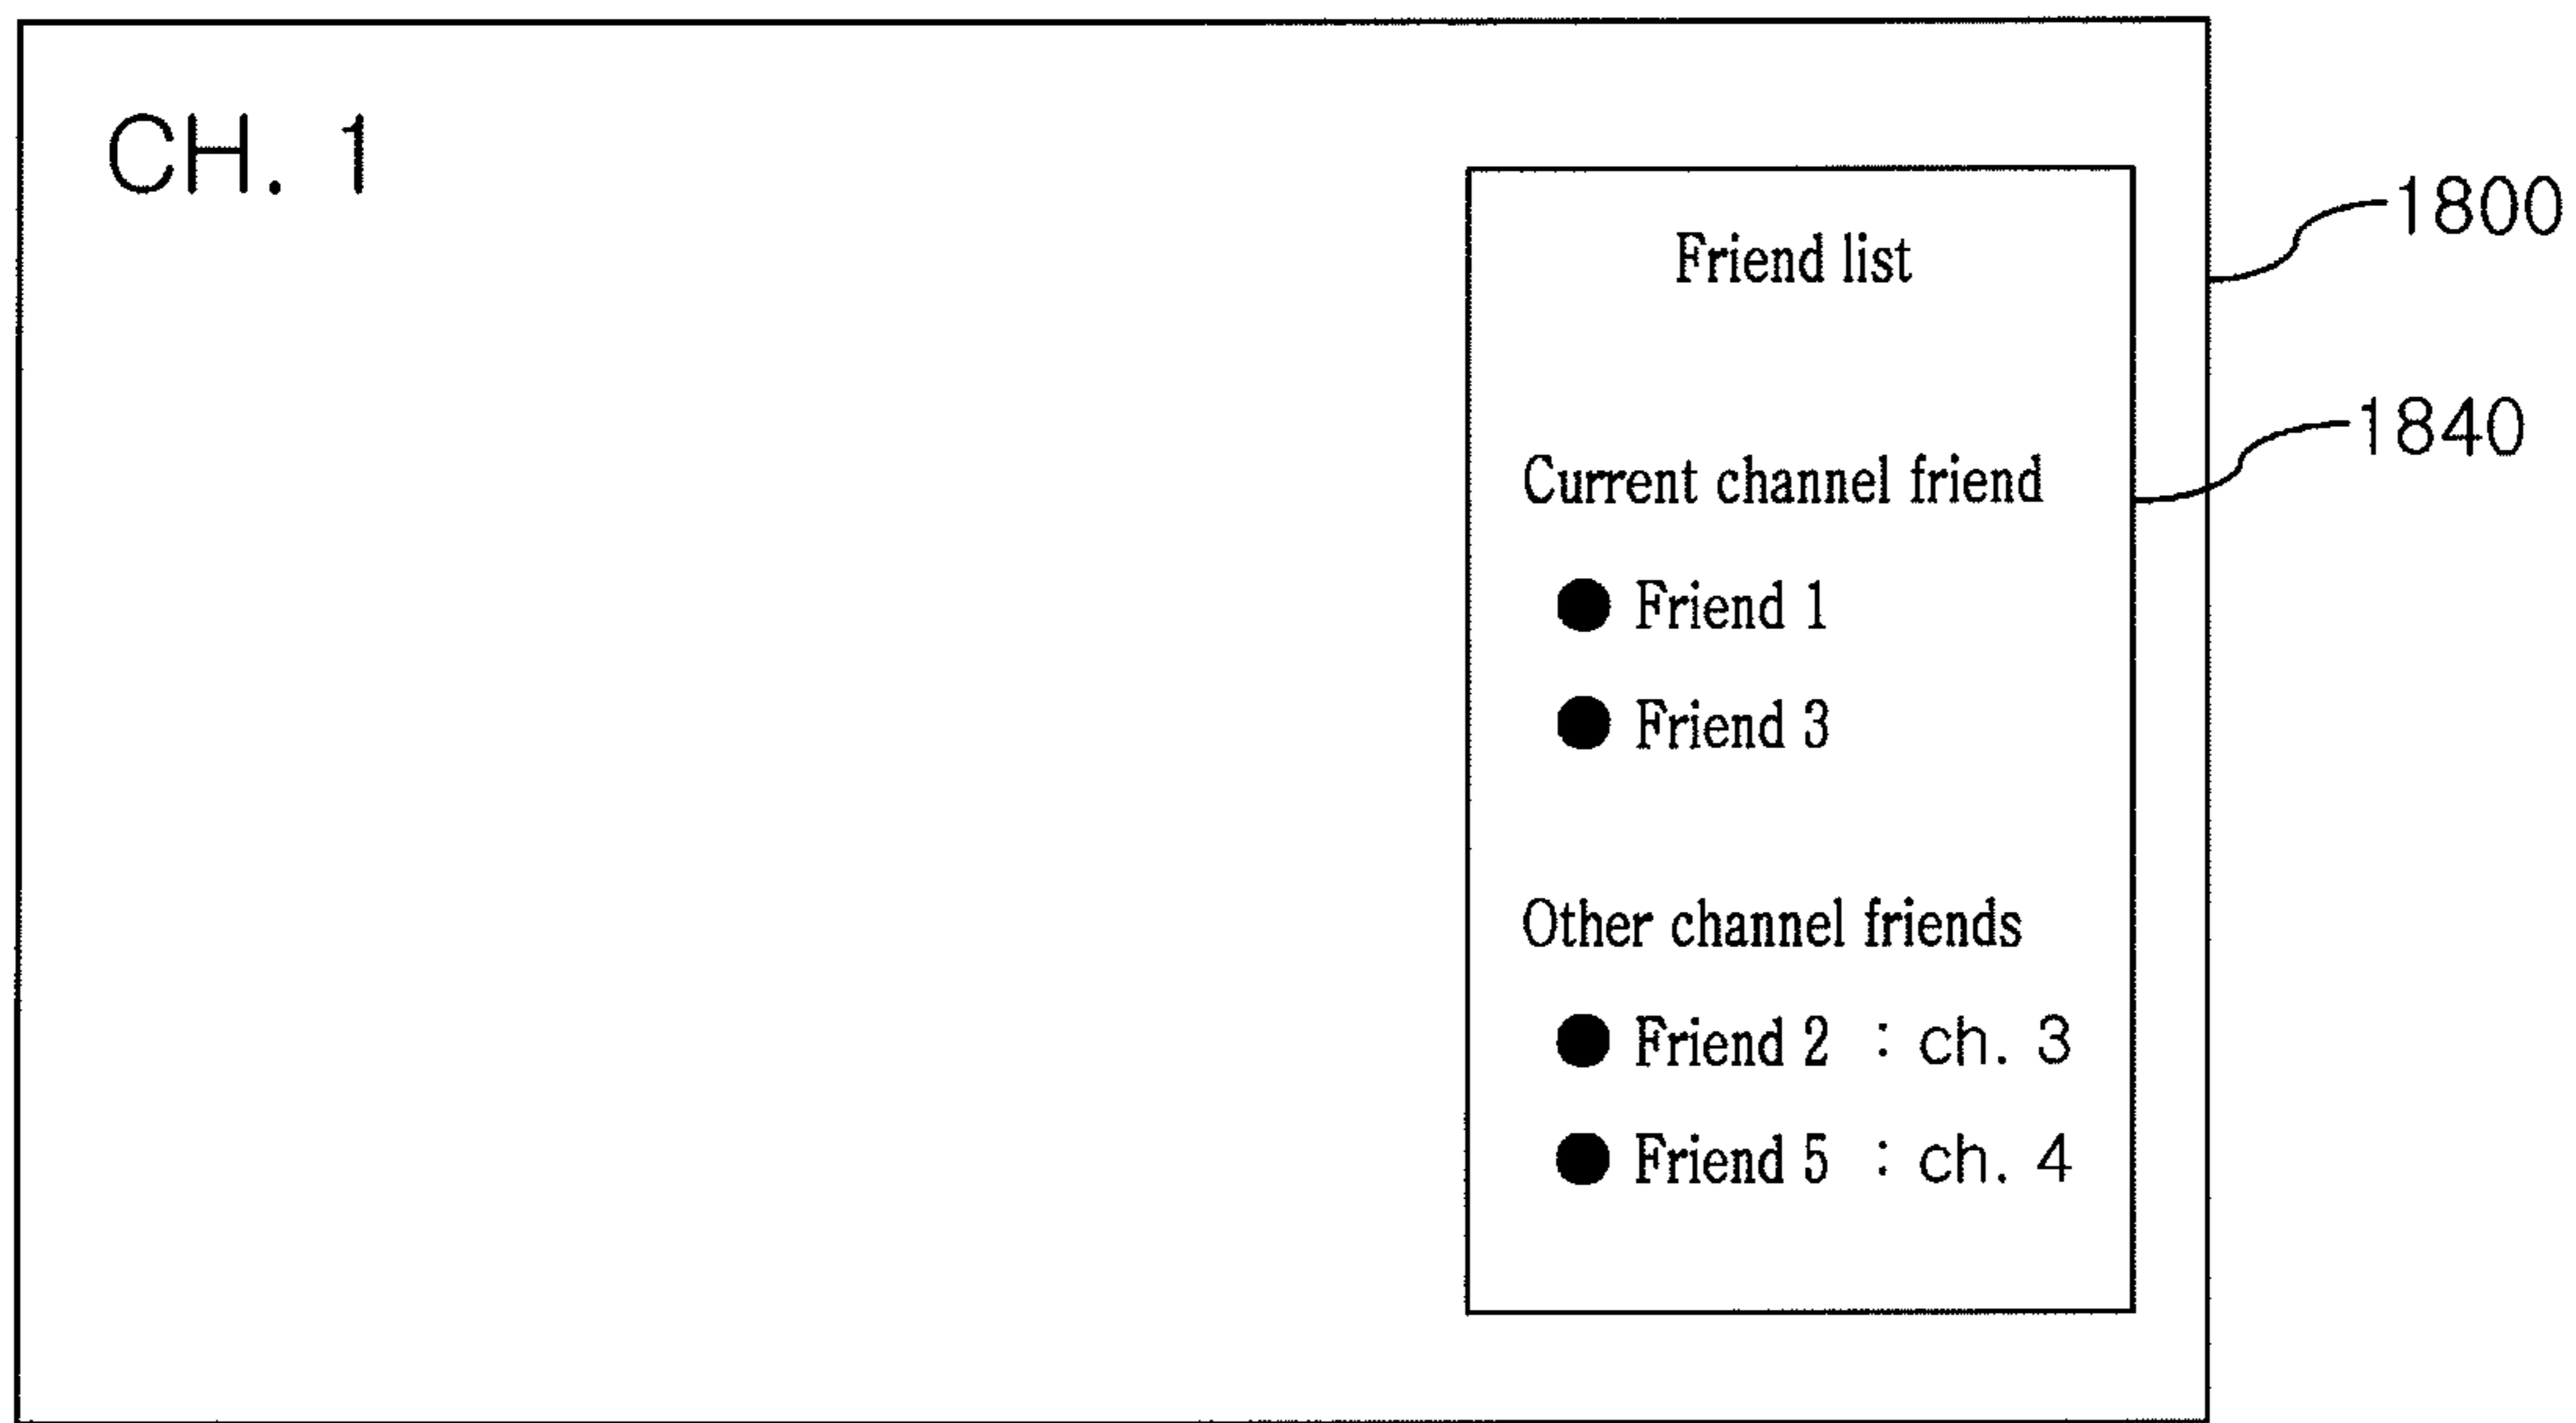 CH. 1
1800
Friend list
1840
Current channel friend
● Friend 1
● Friend 3
Other channel friends
● Friend 2 : ch. 3
● Friend 5 : ch. 4